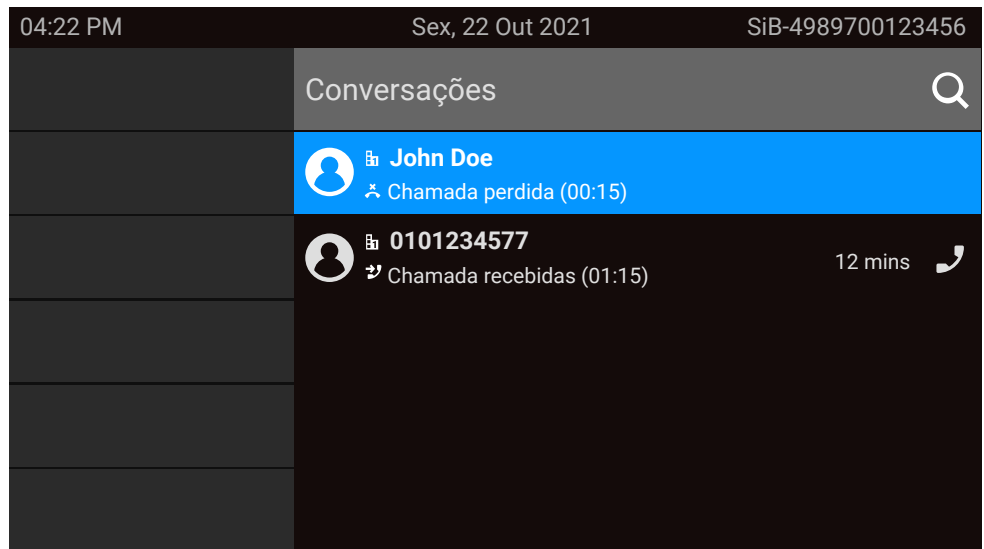 04:22 PM Sex, 22 Out 2021 SiB-4989700123456
Conversações
John Doe
Chamada perdida (00:15)
0101234577
Chamada recebidas (01:15) 12 mins